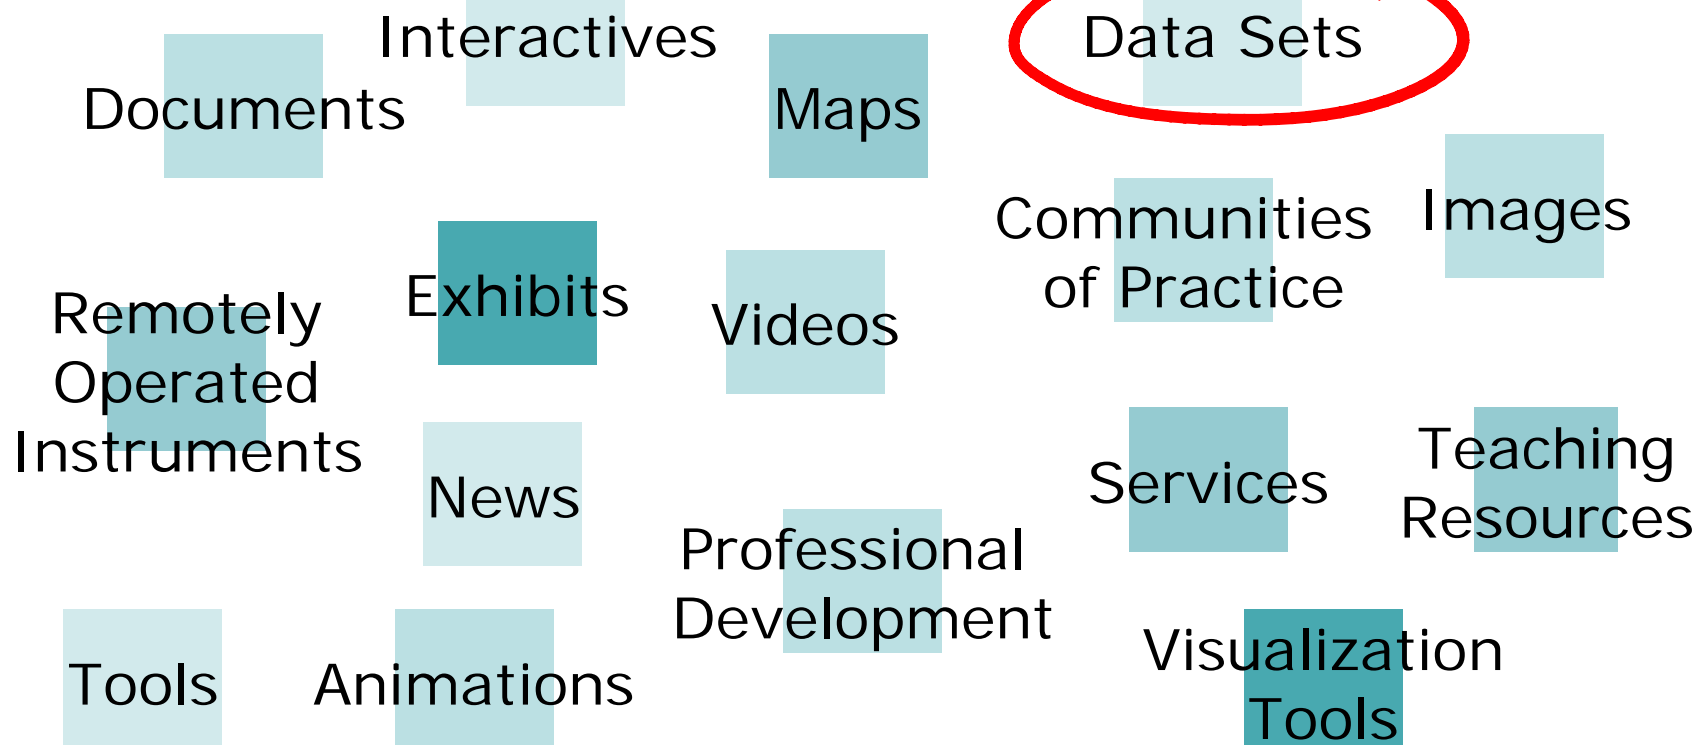 Interactives
Data Sets
Documents
Maps
Communities
of Practice
Images
Exhibits
Videos
Remotely
Operated
Instruments
News
Services
Teaching
Resources
Professional
Development
Tools
Animations
Visualization
Tools